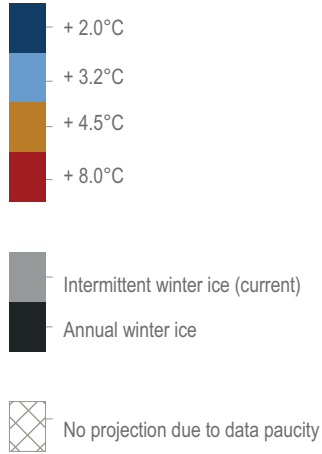 + 2.0°C
+ 3.2°C
+ 4.5°C
+ 8.0°C
Intermittent winter ice (current)
Annual winter ice
No projection due to data paucity